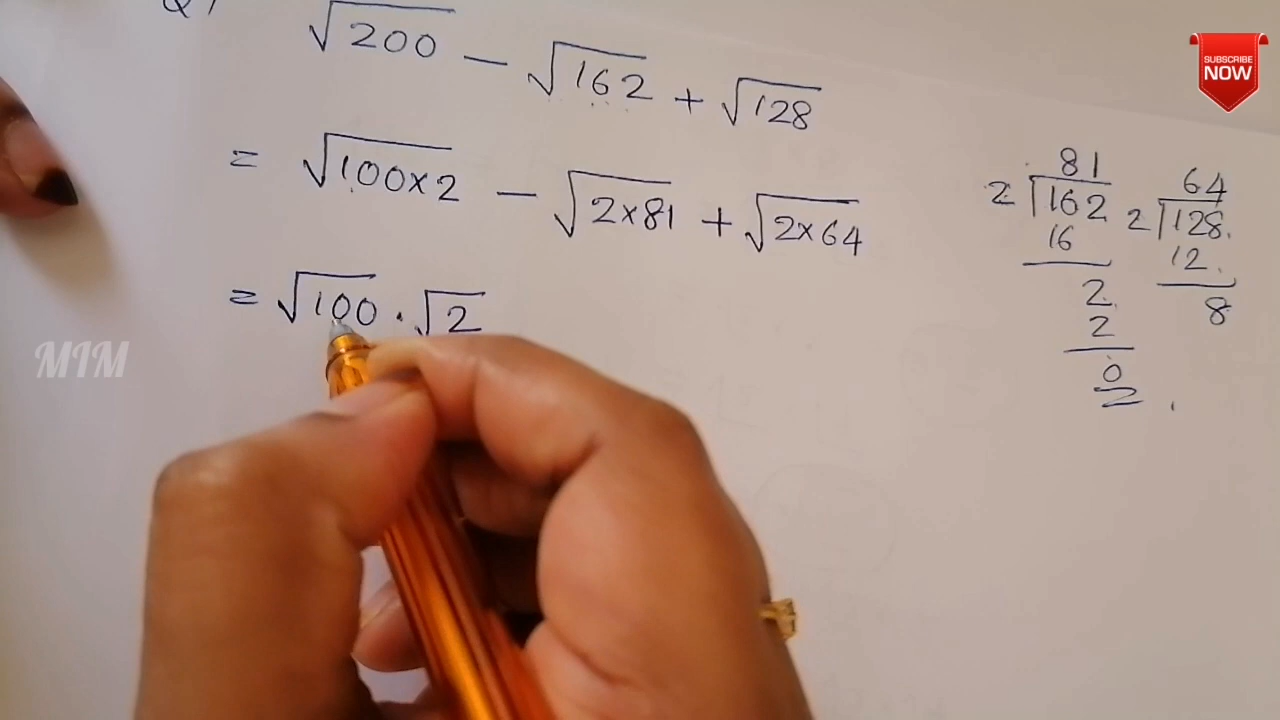 √200 − √162 + √128
= √100×2 − √2×81 + √2×64
= √100 · √2
81
2 √162
16
2
2
0
64
2 √128
12
8
SUBSCRIBE
NOW
MIM